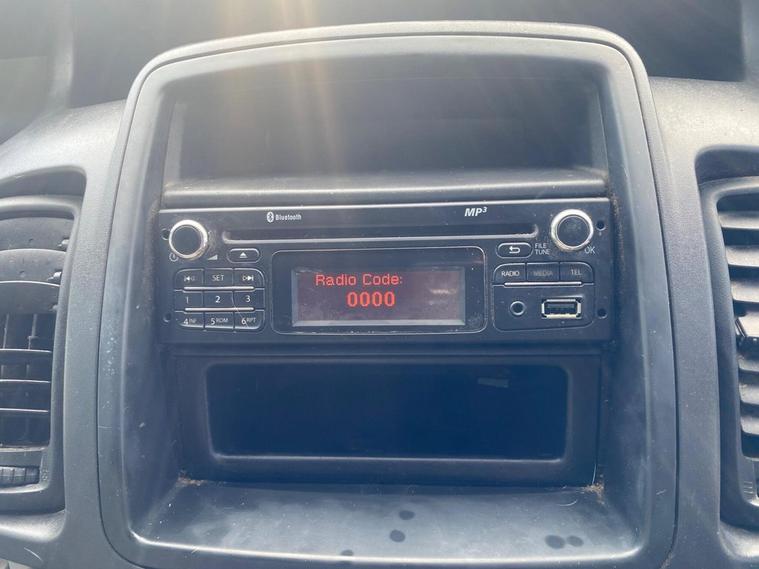 Bluetooth
MP3
FILE
TUNE
OK
SET
RADIO
MEDIA
TEL
Radio Code:
0000
1
2
3
4 INF
5 RDM
6 RPT